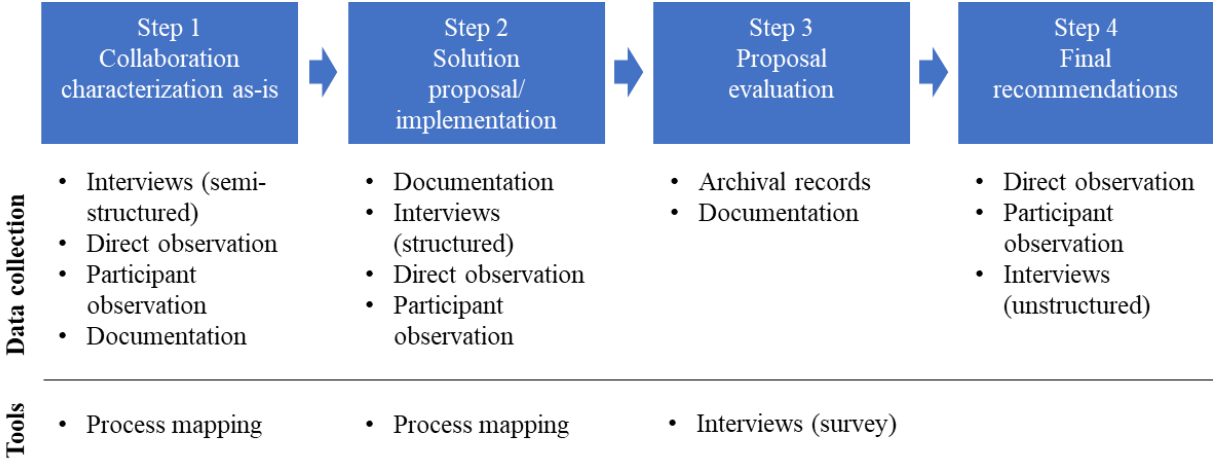 Step 1
Collaboration
characterization as-is
Step 2
Solution
proposal/
implementation
Step 3
Proposal
evaluation
Step 4
Final
recommendations
Data collection
• Interviews (semi-
structured)
• Direct observation
• Participant
observation
• Documentation
• Documentation
• Interviews
(structured)
• Direct observation
• Participant
observation
• Archival records
• Documentation
• Direct observation
• Participant
observation
• Interviews
(unstructured)
Tools
• Process mapping
• Process mapping
• Interviews (survey)